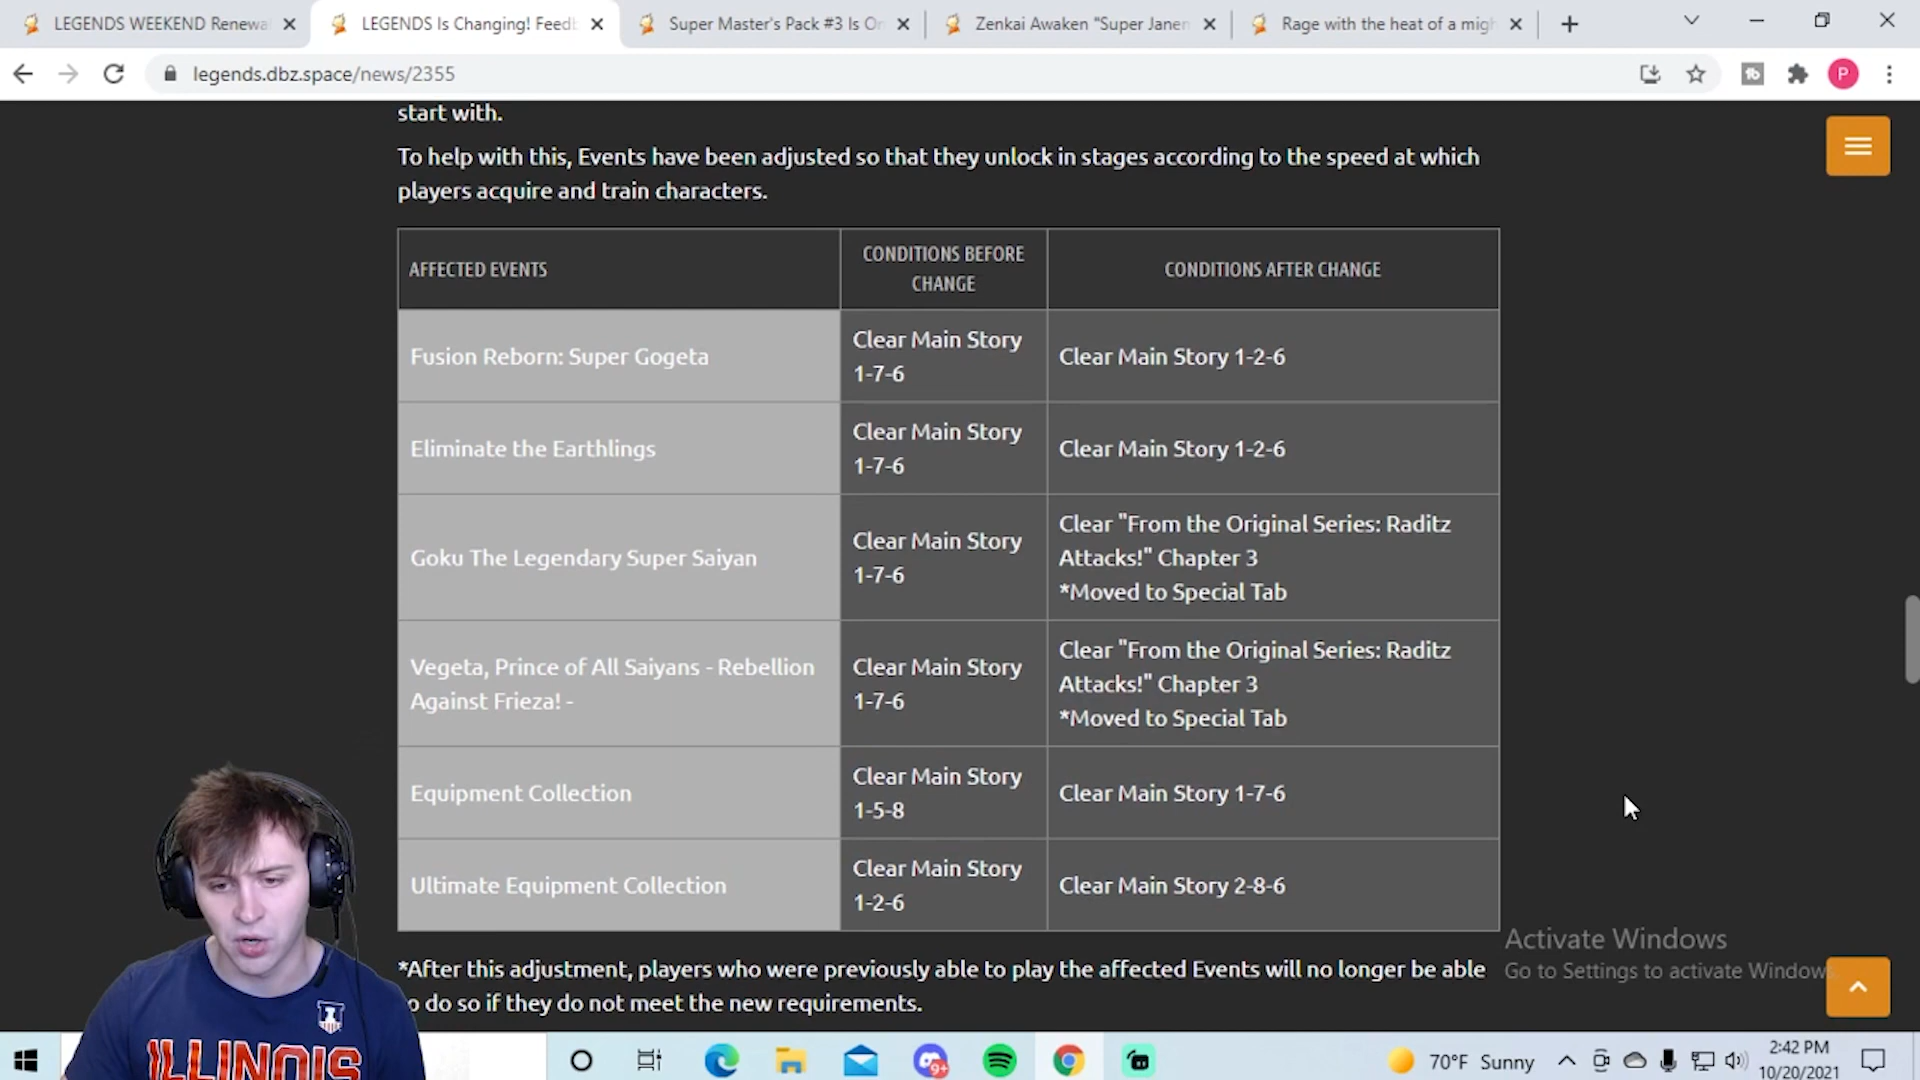 LEGENDS WEEKEND Renewa
LEGENDS Is Changing! Feedb
Super Master's Pack #3 Is On
Zenkai Awaken "Super Janen
Rage with the heat of a migh
legends.dbz.space/news/2355
P
start with.
To help with this, Events have been adjusted so that they unlock in stages according to the speed at which
players acquire and train characters.
AFFECTED EVENTS
CONDITIONS BEFORE
CHANGE
CONDITIONS AFTER CHANGE
Fusion Reborn: Super Gogeta
Clear Main Story
1-7-6
Clear Main Story 1-2-6
Eliminate the Earthlings
Clear Main Story
1-7-6
Clear Main Story 1-2-6
Goku The Legendary Super Saiyan
Clear Main Story
1-7-6
Clear "From the Original Series: Raditz
Attacks!" Chapter 3
*Moved to Special Tab
Vegeta, Prince of All Saiyans - Rebellion
Against Frieza! -
Clear Main Story
1-7-6
Clear "From the Original Series: Raditz
Attacks!" Chapter 3
*Moved to Special Tab
Equipment Collection
Clear Main Story
1-5-8
Clear Main Story 1-7-6
Ultimate Equipment Collection
Clear Main Story
1-2-6
Clear Main Story 2-8-6
*After this adjustment, players who were previously able to play the affected Events will no longer be able
o do so if they do not meet the new requirements.
Activate Windows
Go to Settings to activate Windows
ILLINOIS
9+
70°F Sunny
2:42 PM
10/20/2021